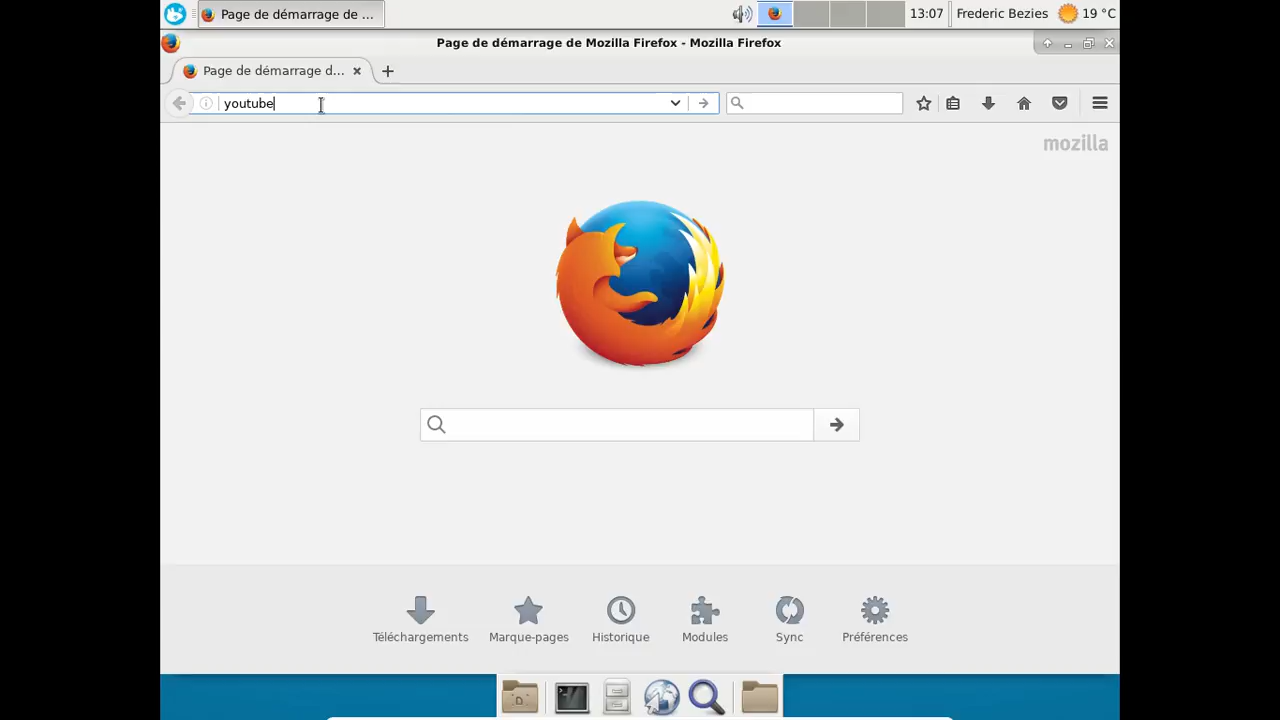 Page de démarrage de ...
13:07
Frederic Bezies
19 °C
Page de démarrage de Mozilla Firefox - Mozilla Firefox
Page de démarrage d...
youtube
mozilla
Téléchargements
Marque-pages
Historique
Modules
Sync
Préférences